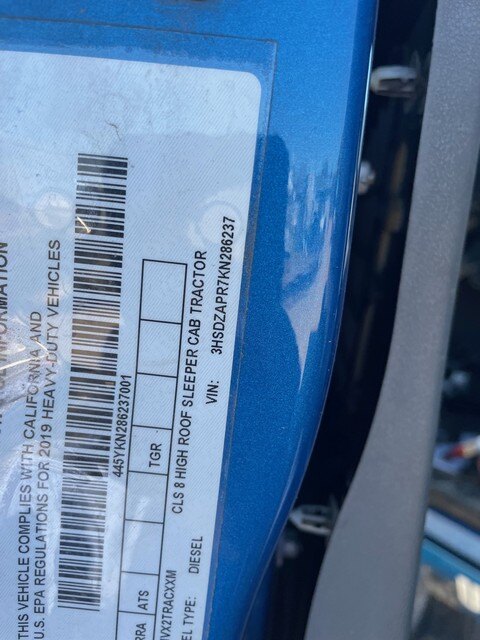 INFORMATION
THIS VEHICLE COMPLIES WITH CALIFORNIA AND
U.S. EPA REGULATIONS FOR 2019 HEAVY-DUTY VEHICLES
445YKN286237001
ATS TGR
CLS 8 HIGH ROOF SLEEPER CAB TRACTOR
DIESEL
VIN: 3HSDZAPR7KN286237